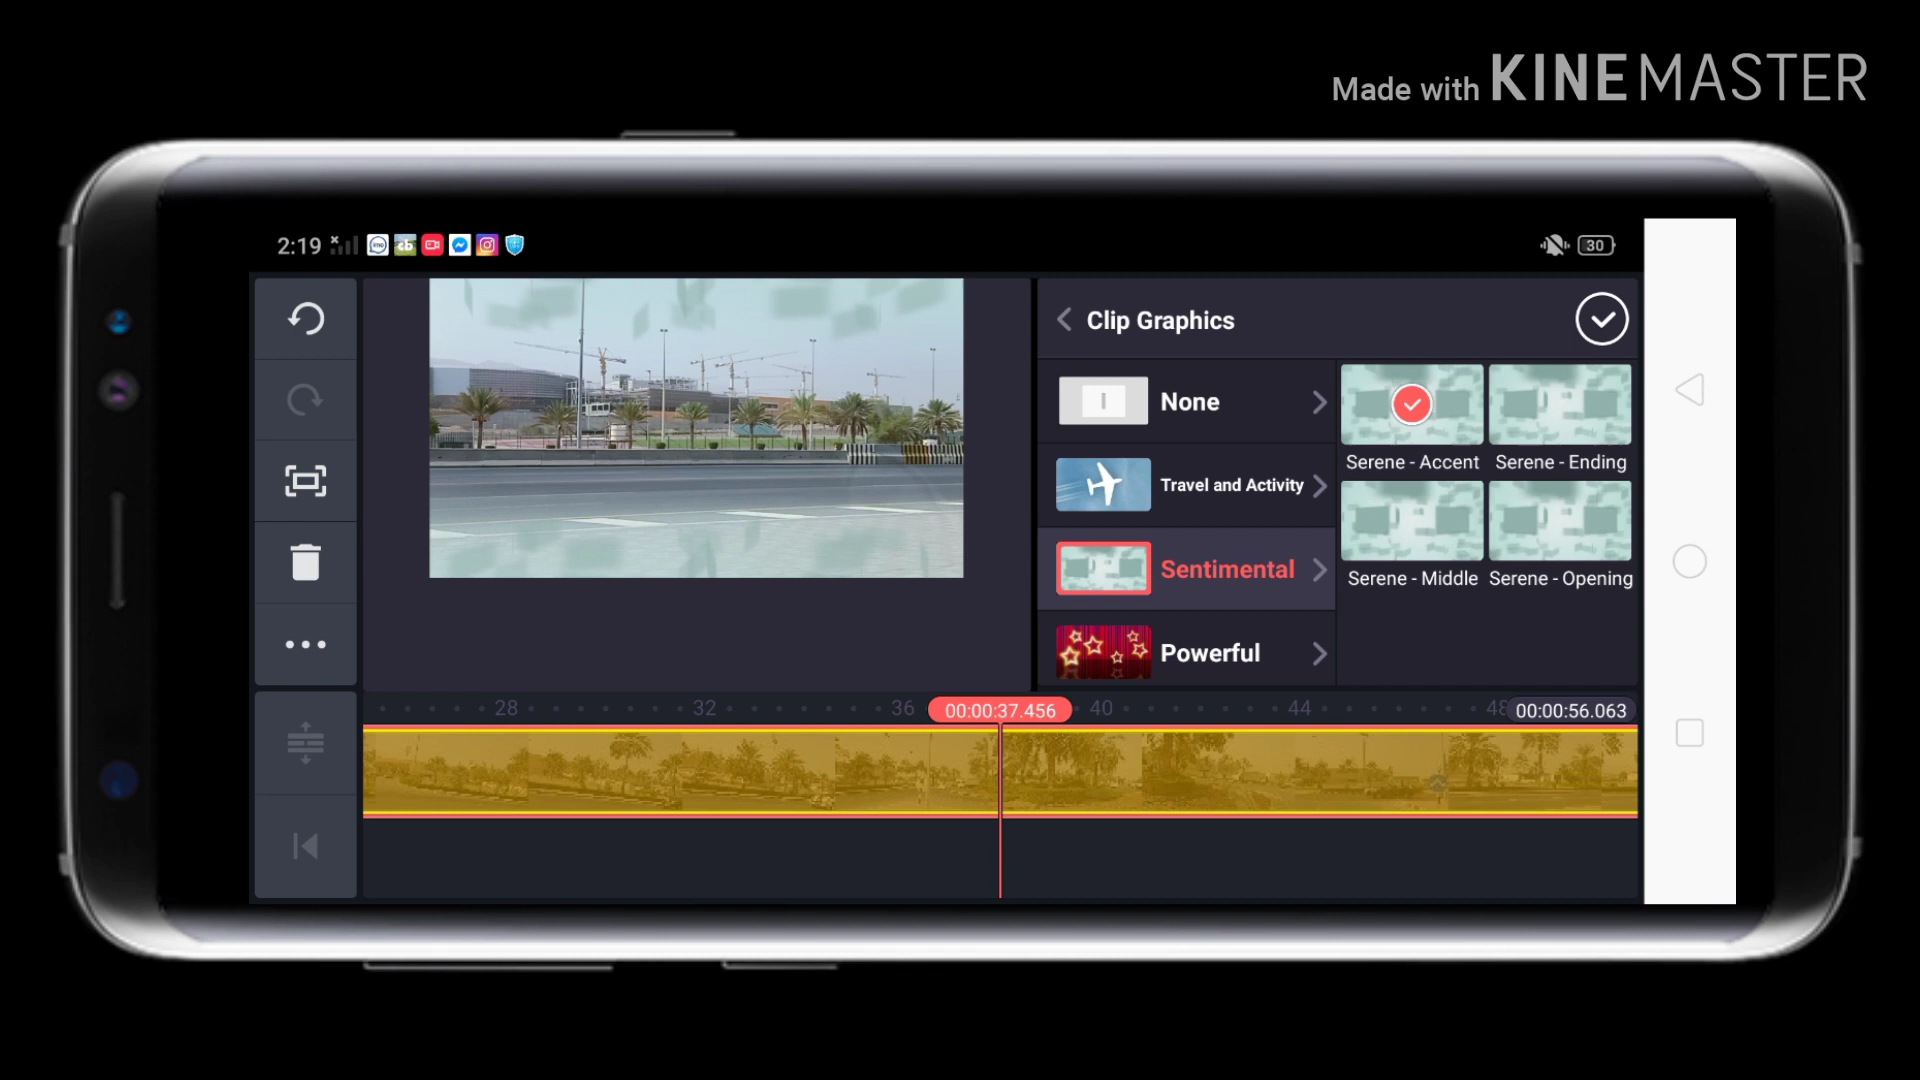 Made with KINEMASTER
2:19
30
Clip Graphics
None
Travel and Activity
Sentimental
Powerful
Serene - Accent
Serene - Ending
Serene - Middle
Serene - Opening
28
32
36
00:00:37.456
40
44
48
00:00:56.063